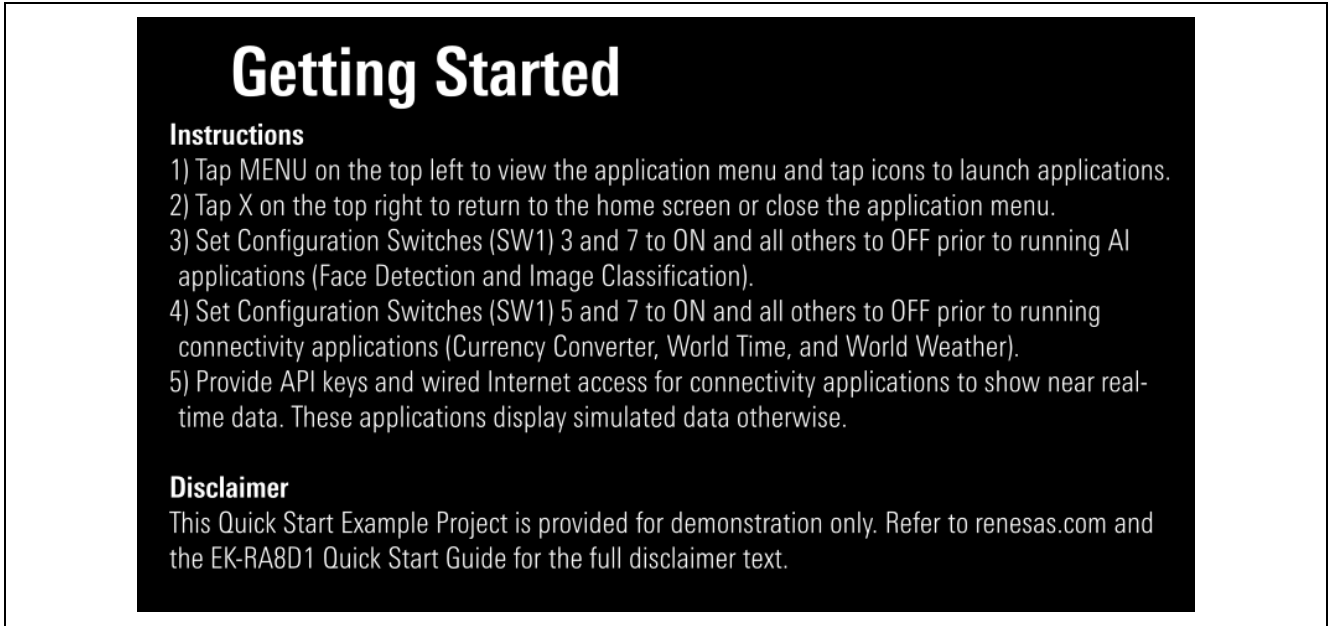 Getting Started
Instructions
1) Tap MENU on the top left to view the application menu and tap icons to launch applications.
2) Tap X on the top right to return to the home screen or close the application menu.
3) Set Configuration Switches (SW1) 3 and 7 to ON and all others to OFF prior to running AI
applications (Face Detection and Image Classification).
4) Set Configuration Switches (SW1) 5 and 7 to ON and all others to OFF prior to running
connectivity applications (Currency Converter, World Time, and World Weather).
5) Provide API keys and wired Internet access for connectivity applications to show near real-
time data. These applications display simulated data otherwise.
Disclaimer
This Quick Start Example Project is provided for demonstration only. Refer to renesas.com and
the EK-RA8D1 Quick Start Guide for the full disclaimer text.